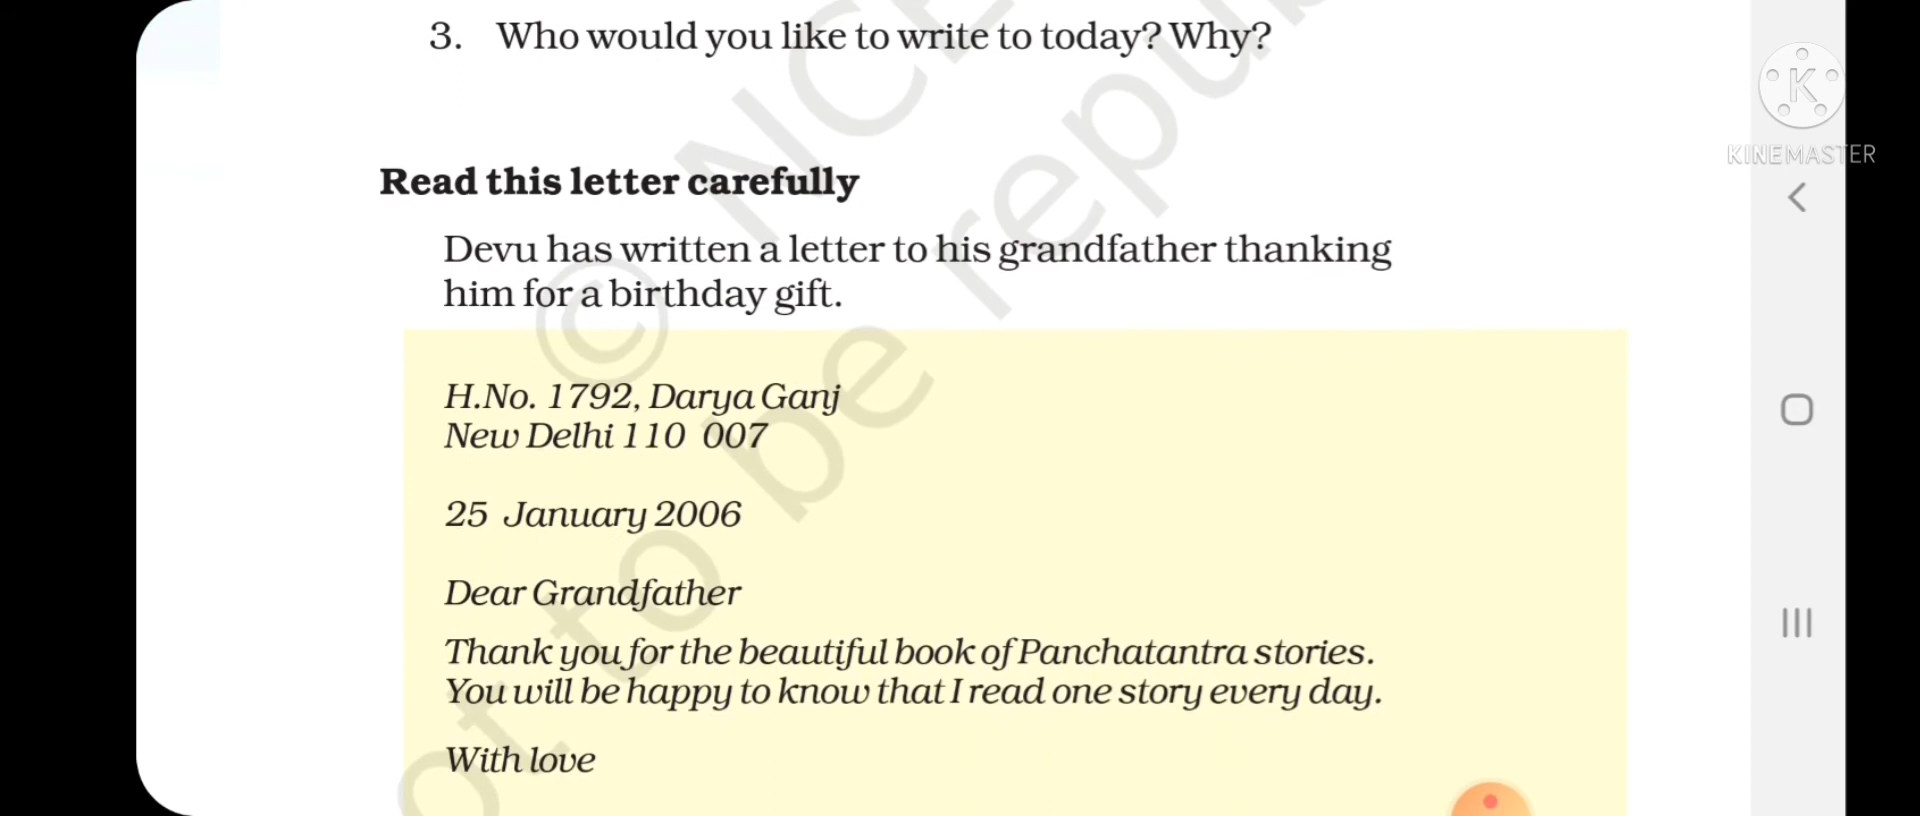 3. Who would you like to write to today? Why?
KINEMASTER
Read this letter carefully
Devu has written a letter to his grandfather thanking
him for a birthday gift.
H.No. 1792, Darya Ganj
New Delhi 110 007
25 January 2006
Dear Grandfather
Thank you for the beautiful book of Panchatantra stories.
You will be happy to know that I read one story every day.
With love